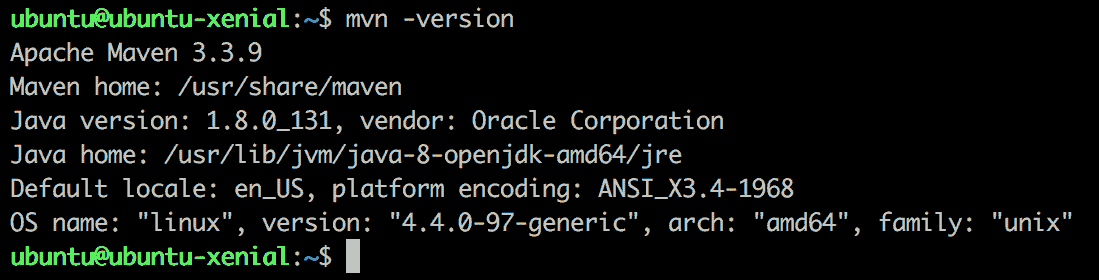 ubuntu@ubuntu-xenial:~$ mvn -version
Apache Maven 3.3.9
Maven home: /usr/share/maven
Java version: 1.8.0_131, vendor: Oracle Corporation
Java home: /usr/lib/jvm/java-8-openjdk-amd64/jre
Default locale: en_US, platform encoding: ANSI_X3.4-1968
OS name: "linux", version: "4.4.0-97-generic", arch: "amd64", family: "unix"
ubuntu@ubuntu-xenial:~$